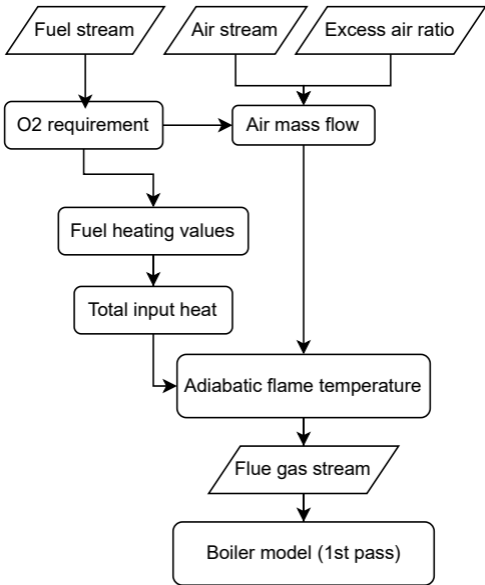 Fuel stream
Air stream
Excess air ratio
O2 requirement
Air mass flow
Fuel heating values
Total input heat
Adiabatic flame temperature
Flue gas stream
Boiler model (1st pass)